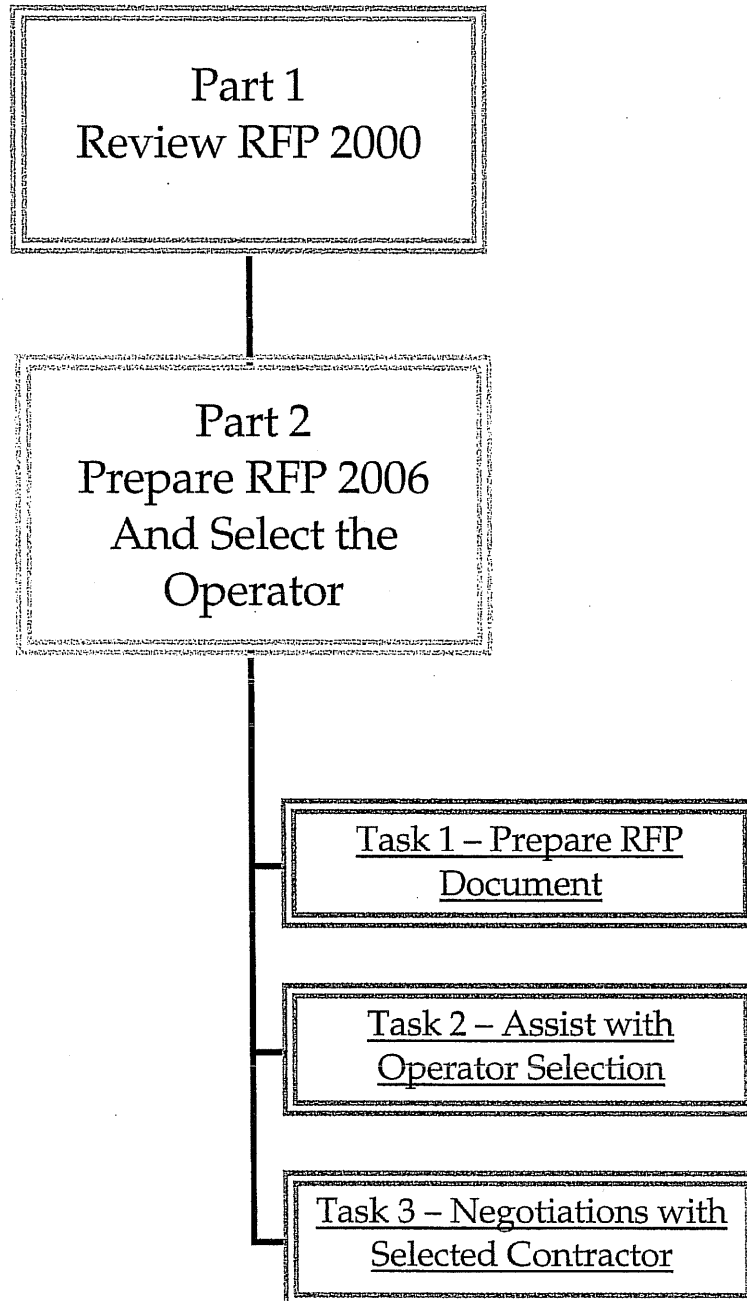 Part 1
Review RFP 2000
Part 2
Prepare RFP 2006
And Select the
Operator
Task 1 – Prepare RFP
Document
Task 2 – Assist with
Operator Selection
Task 3 – Negotiations with
Selected Contractor